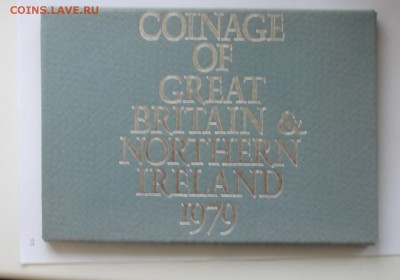 COINS.LAVE.RU
COINAGE
OF
GREAT
BRITAIN &
NORTHERN
IRELAND
1979